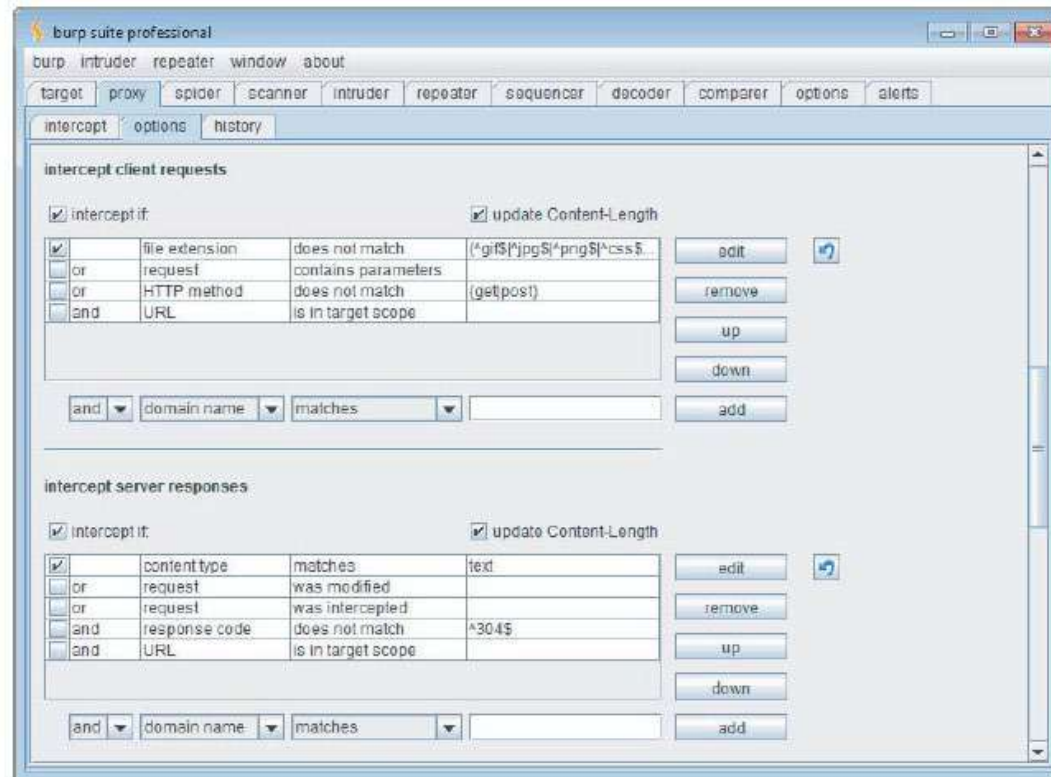 burp suite professional
burp intruder repeater window about
target proxy spider scanner intruder repeater sequencer decoder comparer options alerts
intercept options history
intercept client requests
intercept if: update Content-Length
file extension does not match (^gif$|^jpg$|^png$|^css$... edit
or request contains parameters
or HTTP method does not match (get|post) remove
and URL is in target scope
up
down
and domain name matches add
intercept server responses
intercept if: update Content-Length
content type matches text edit
or request was modified
or request was intercepted remove
and response code does not match ^304$
and URL is in target scope up
down
and domain name matches add